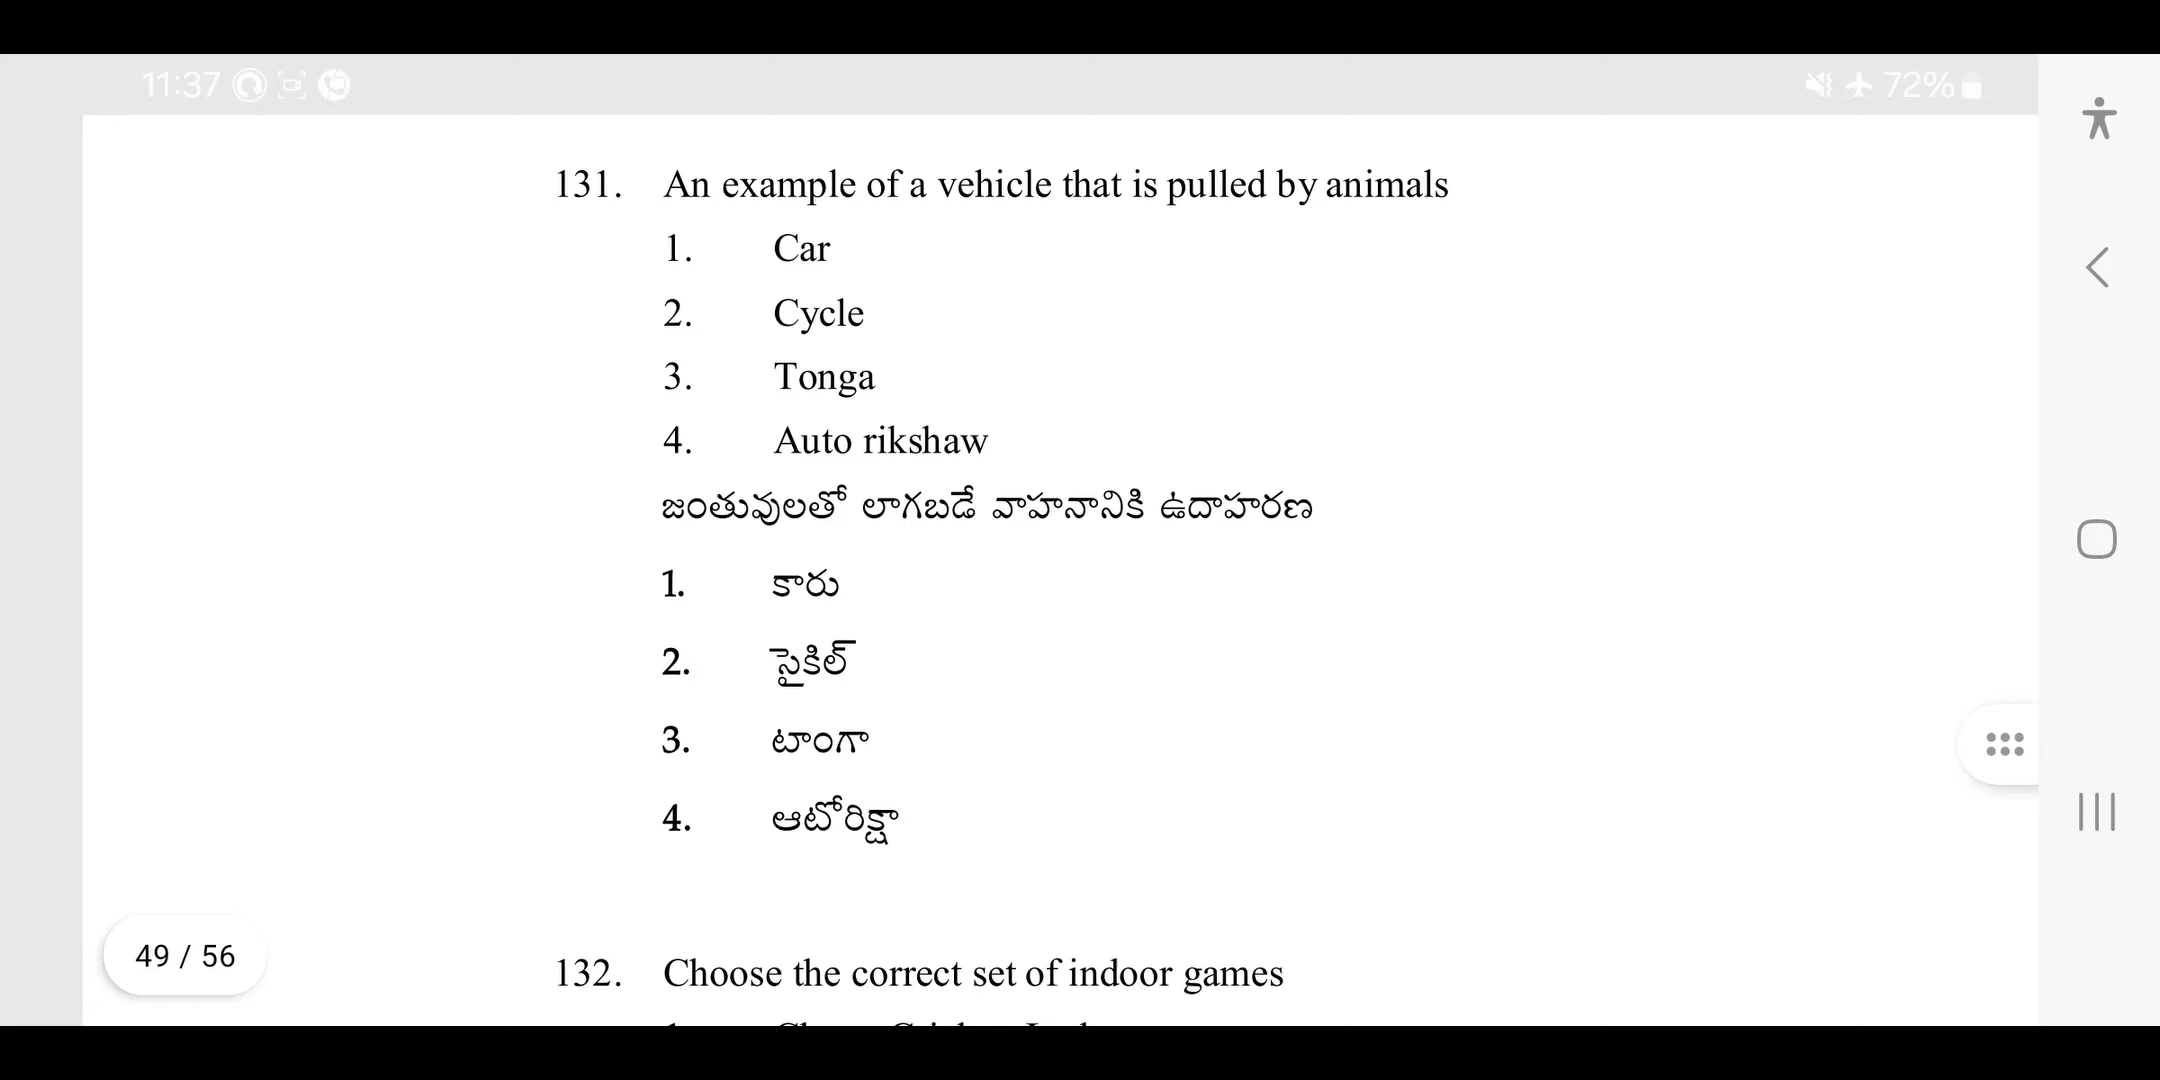 11:37
72%
131. An example of a vehicle that is pulled by animals
1. Car
2. Cycle
3. Tonga
4. Auto rikshaw
జంతువులతో లాగబడే వాహనానికి ఉదాహరణ
1. కారు
2. సైకిల్
3. టాంగా
4. ఆటోరిక్షా
49 / 56
132. Choose the correct set of indoor games